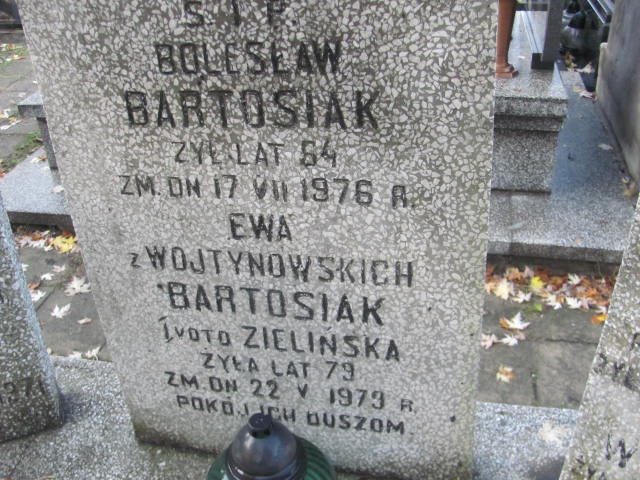 Ś.I P.
BOLESŁAW
BARTOSIAK
ŻYŁ LAT 64
ZM. DN 17 VII 1976 R.
EWA
z WOJTYNOWSKICH
BARTOSIAK
I, VOTO ZIELIŃSKA
ŻYŁA LAT 79
ZM DN 22 V 1979 R.
POKÓJ ICH DUSZOM.